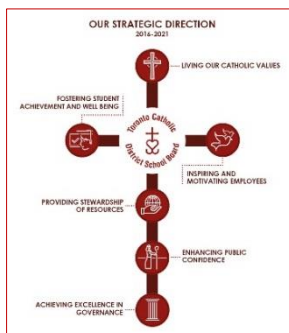 OUR STRATEGIC DIRECTION
2016-2021
LIVING OUR CATHOLIC VALUES
FOSTERING STUDENT
ACHIEVEMENT AND WELL BEING
Toronto Catholic
District School Board
INSPIRING AND
MOTIVATING EMPLOYEES
PROVIDING STEWARDSHIP
OF RESOURCES
ENHANCING PUBLIC
CONFIDENCE
ACHIEVING EXCELLENCE IN
GOVERNANCE